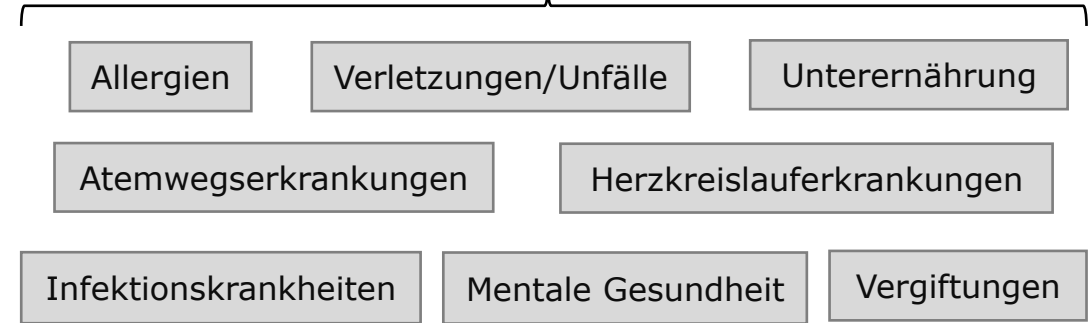 Allergien Verletzungen/Unfälle Unterernährung
Atemwegserkrankungen Herzkreislauferkrankungen
Infektionskrankheiten Mentale Gesundheit Vergiftungen